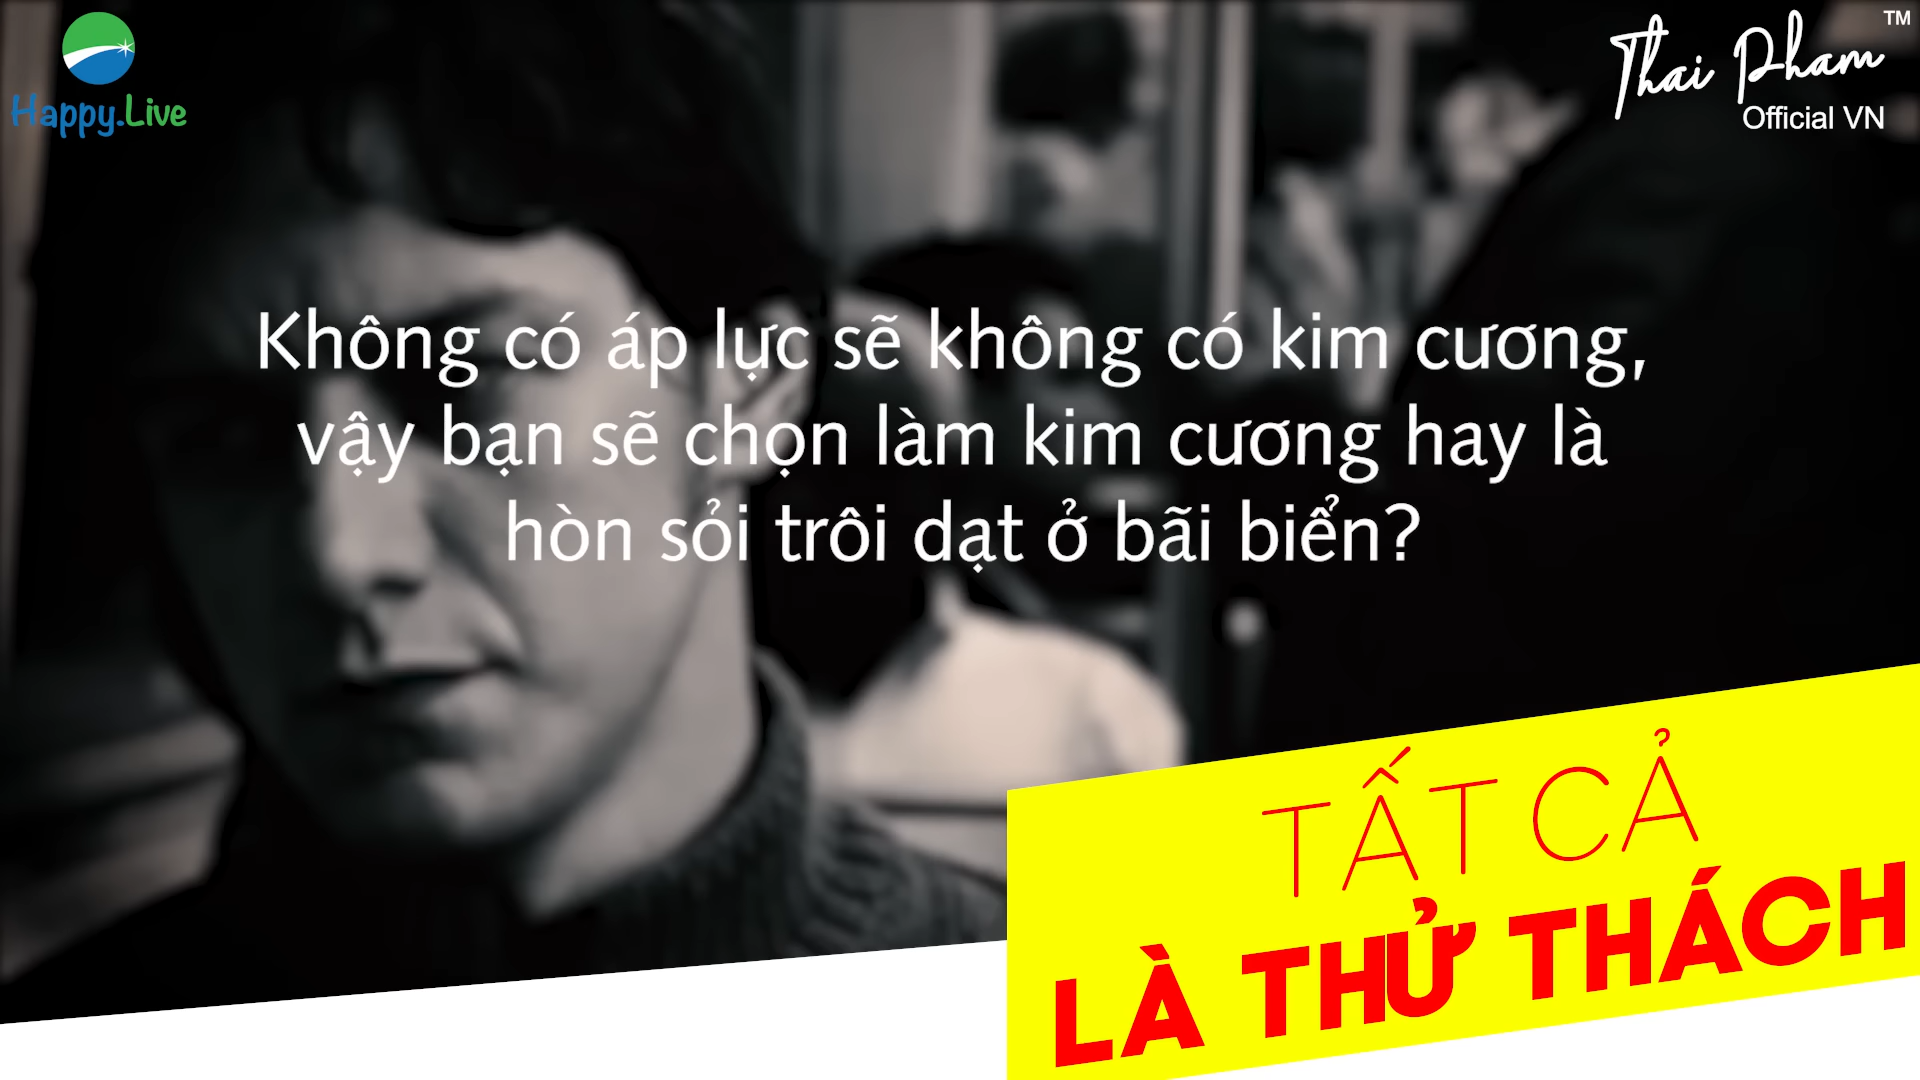 Happy.Live
Thai Pham ™
Official VN
Không có áp lực sẽ không có kim cương,
vậy bạn sẽ chọn làm kim cương hay là
hòn sỏi trôi dạt ở bãi biển?
TẤT CẢ
LÀ THỬ THÁCH